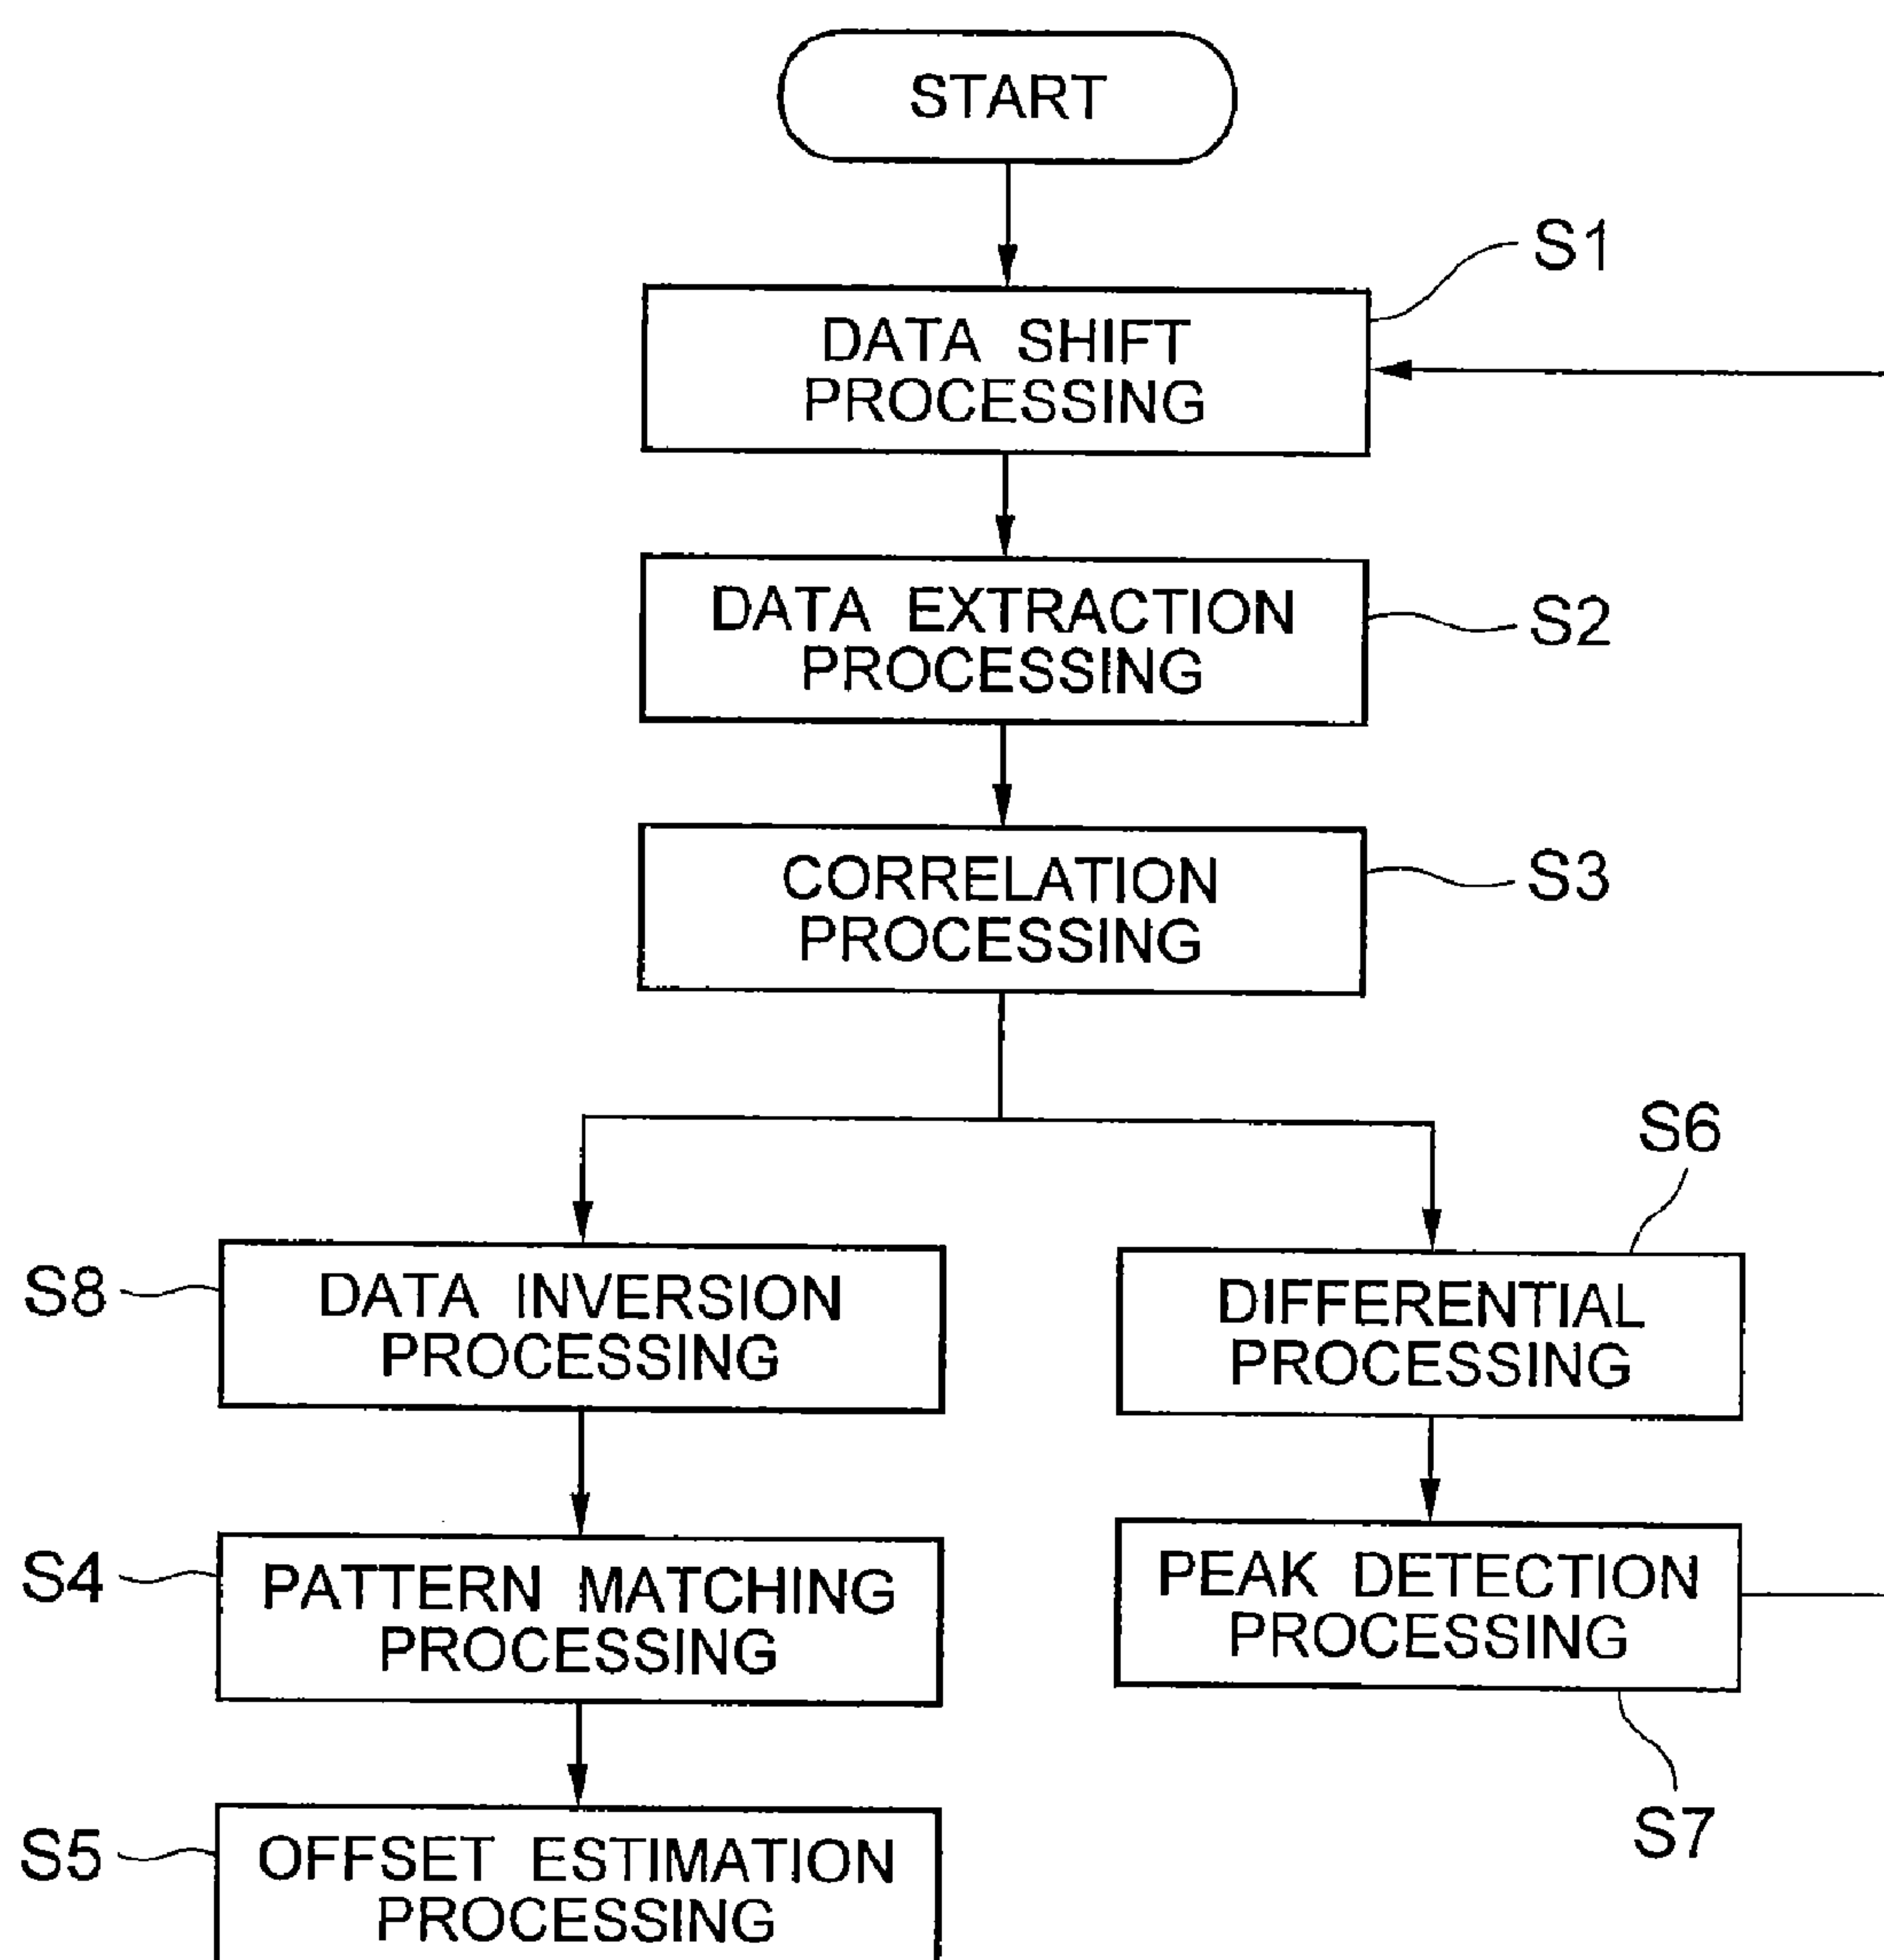 START
S1
DATA SHIFT
PROCESSING
DATA EXTRACTION
PROCESSING
S2
CORRELATION
PROCESSING
S3
S6
S8
DATA INVERSION
PROCESSING
DIFFERENTIAL
PROCESSING
S4
PATTERN MATCHING
PROCESSING
PEAK DETECTION
PROCESSING
S7
S5
OFFSET ESTIMATION
PROCESSING